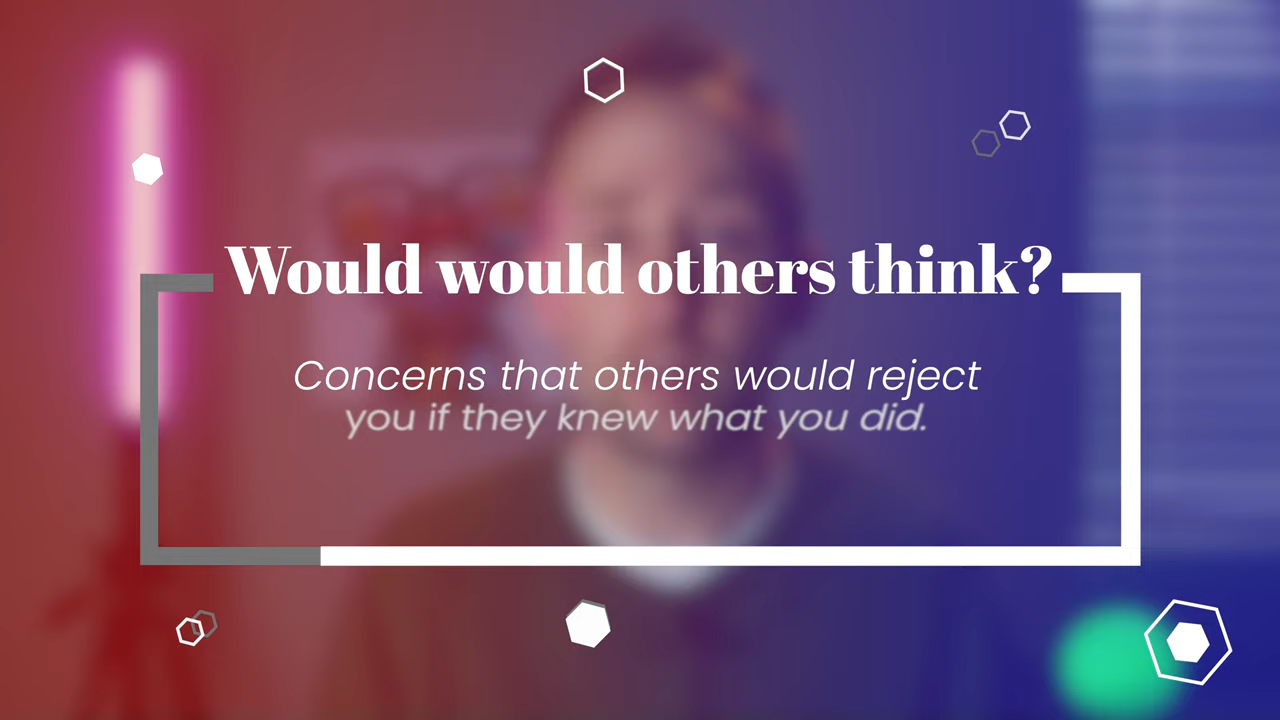 Would would others think?
Concerns that others would reject
you if they knew what you did.